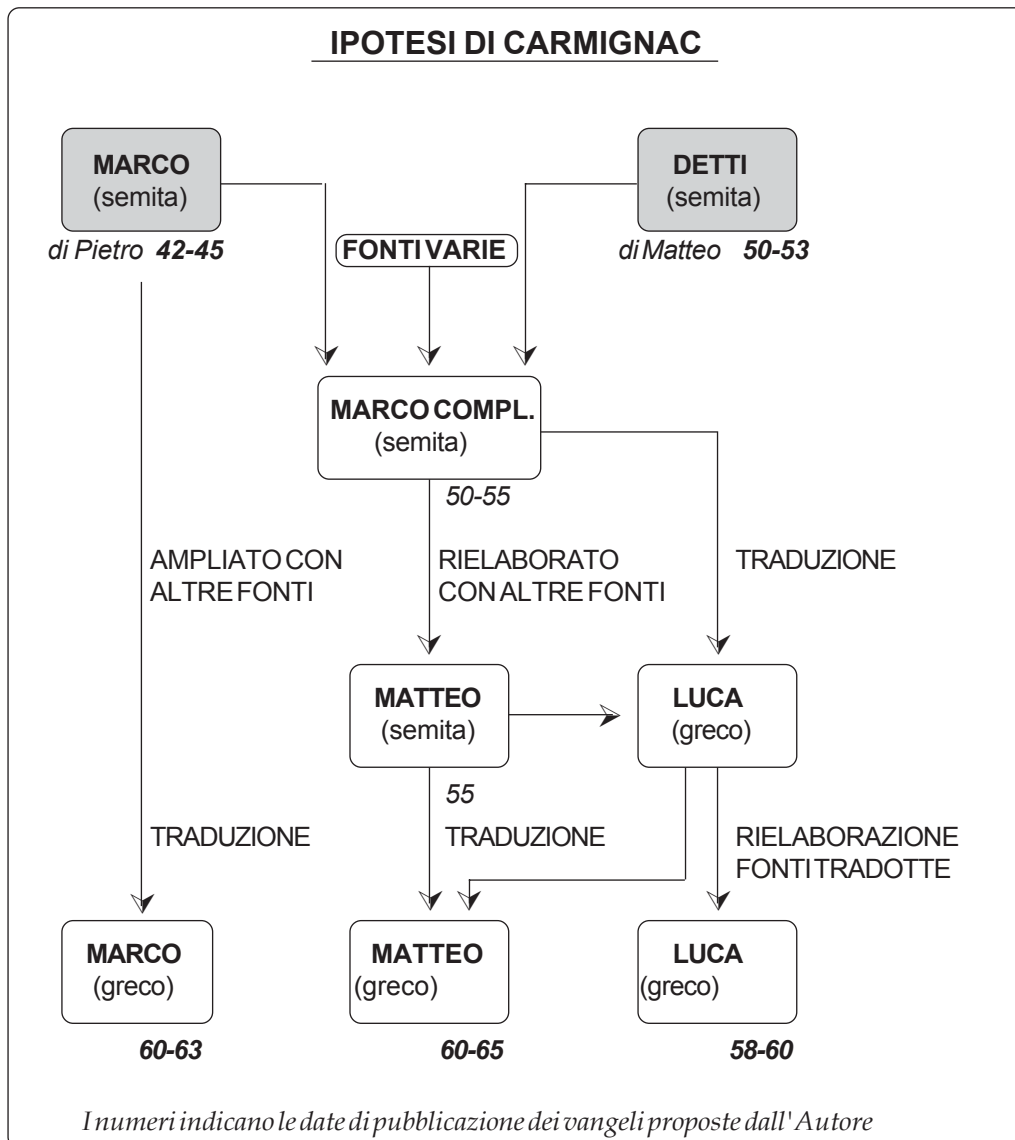 IPOTESI DI CARMIGNAC
MARCO
(semita)
di Pietro 42-45
DETTI
(semita)
di Matteo 50-53
FONTI VARIE
MARCO COMPL.
(semita)
50-55
AMPLIATO CON
ALTRE FONTI
RIELABORATO
CON ALTRE FONTI
TRADUZIONE
MATTEO
(semita)
55
LUCA
(greco)
TRADUZIONE
TRADUZIONE
RIELABORAZIONE
FONTI TRADOTTE
MARCO
(greco)
60-63
MATTEO
(greco)
60-65
LUCA
(greco)
58-60
I numeri indicano le date di pubblicazione dei vangeli proposte dall' Autore